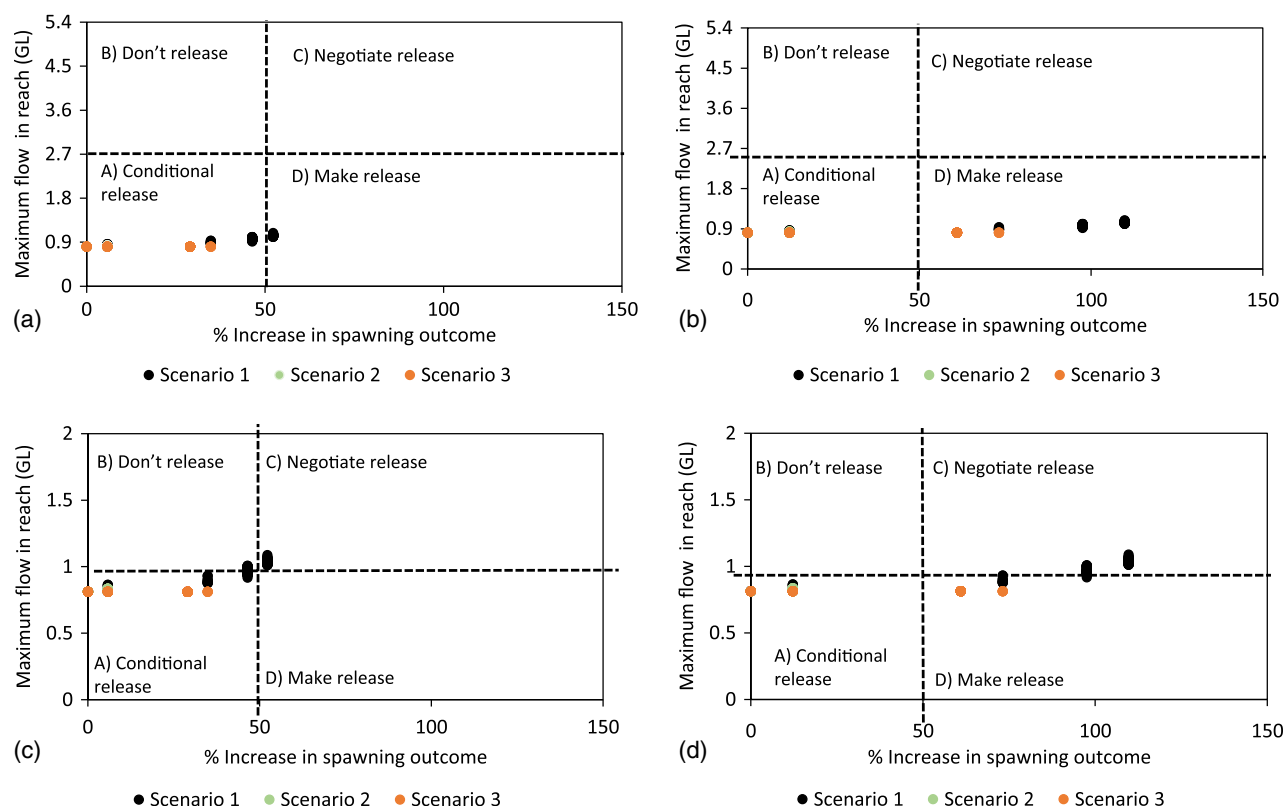 5.4
4.5
3.6
2.7
1.8
0.9
0
Maximum flow in reach (GL)
B) Don't release
C) Negotiate release
A) Conditional
release
D) Make release
0
50
100
150
% Increase in spawning outcome
(a)
Scenario 1
Scenario 2
Scenario 3
5.4
4.5
3.6
2.7
1.8
0.9
0
Maximum flow in reach (GL)
B) Don't release
C) Negotiate release
A) Conditional
release
D) Make release
0
50
100
150
% Increase in spawning outcome
(b)
Scenario 1
Scenario 2
Scenario 3
2
1.5
1
0.5
0
Maximum flow in reach (GL)
B) Don't release
C) Negotiate release
A) Conditional
release
D) Make release
0
50
100
150
% Increase in spawning outcome
(c)
Scenario 1
Scenario 2
Scenario 3
2
1.5
1
0.5
0
Maximum flow in reach (GL)
B) Don't release
C) Negotiate release
A) Conditional
release
D) Make release
0
50
100
150
% Increase in spawning outcome
(d)
Scenario 1
Scenario 2
Scenario 3